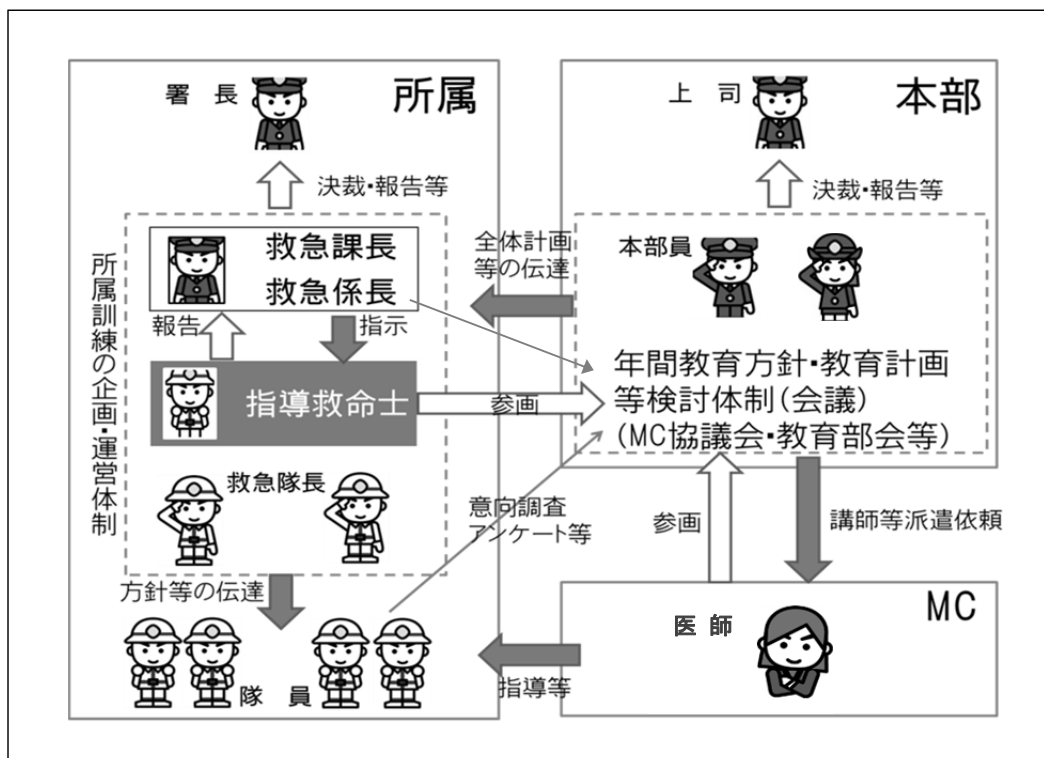 所属
署 長
決裁・報告等
所属訓練の企画・運営体制
救急課長
救急係長
報告
指示
指導救命士
救急隊長
方針等の伝達
隊 員
全体計画
等の伝達
参画
意向調査
アンケート等
指導等
本部
上 司
決裁・報告等
本部員
年間教育方針・教育計画
等検討体制(会議)
(MC協議会・教育部会等)
参画
講師等派遣依頼
MC
医 師